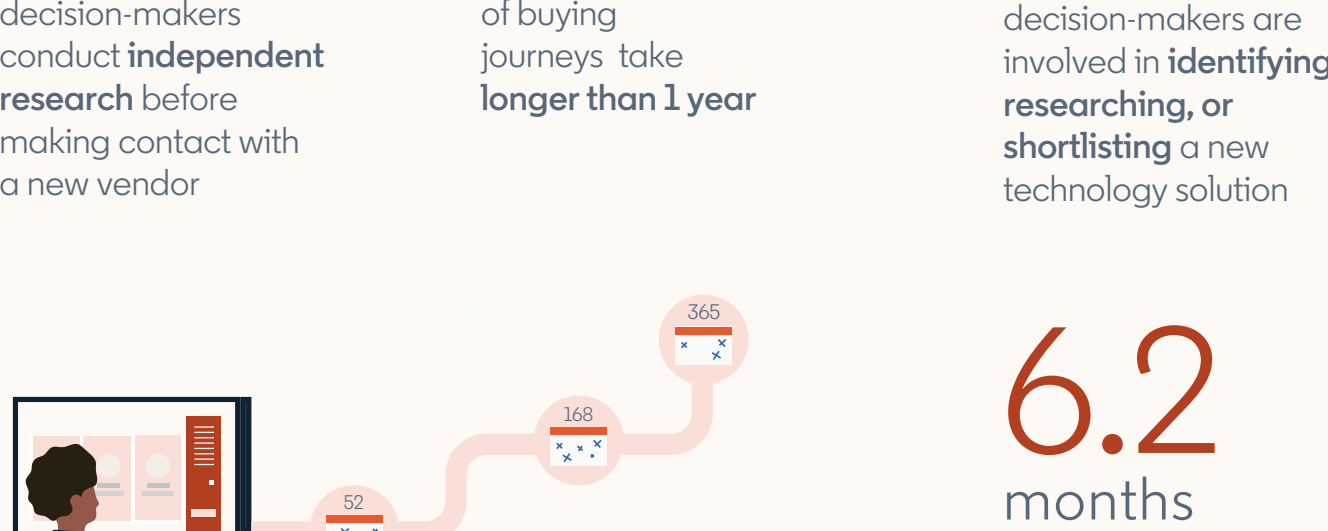 decision-makers
conduct independent
research before
making contact with
a new vendor
of buying
journeys take
longer than 1 year
decision-makers are
involved in identifying
researching, or
shortlisting a new
technology solution
365
168
52
6.2
months